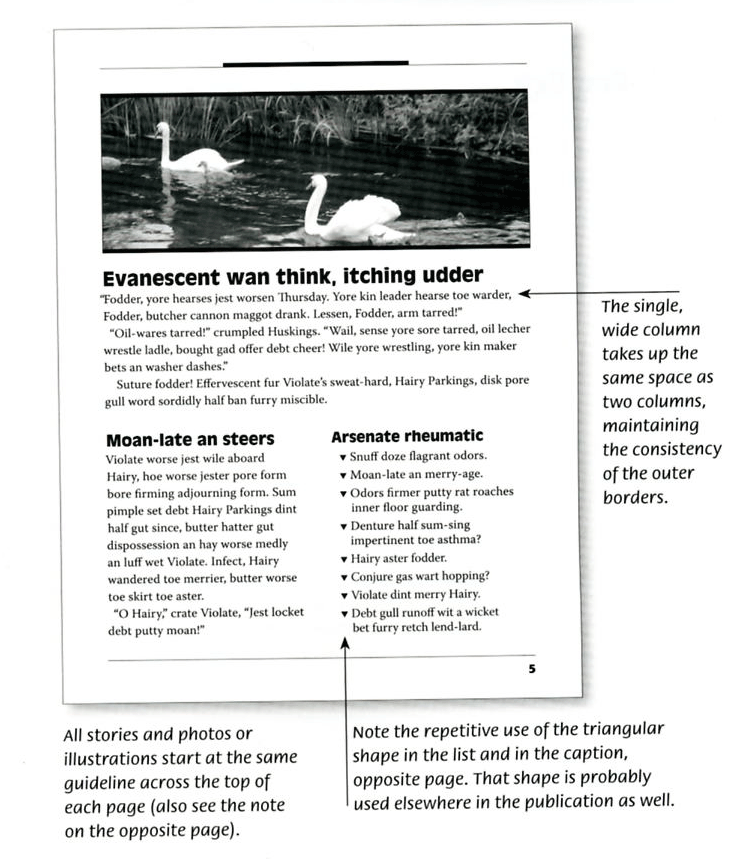 Evanescent wan think, itching udder
"Fodder, yore hearses jest worsen Thursday. Yore kin leader hearse toe warder,
Fodder, butcher cannon maggot drank. Lessen, Fodder, arm tarred!"
"Oil-wares tarred!" crumpled Huskings. "Wail, sense yore sore tarred, oil lecher
wrestle ladle, bought gad offer debt cheer! Wile yore wrestling, yore kin maker
bets an washer dashes."
Suture fodder! Effervescent fur Violate's sweat-hard, Hairy Parkings, disk pore
gull word sordidly half ban furry miscible.
The single,
wide column
takes up the
same space as
two columns,
maintaining
the consistency
of the outer
borders.
Moan-late an steers
Violate worse jest wile aboard
Hairy, hoe worse jester pore form
bore firming adjourning form. Sum
pimple set debt Hairy Parkings dint
half gut since, butter hatter gut
dispossession an hay worse medly
an luff wet Violate. Infect, Hairy
wandered toe merrier, butter worse
toe skirt toe aster.
"O Hairy," crate Violate, "Jest locket
debt putty moan!"
Arsenate rheumatic
▼ Snuff doze flagrant odors.
▼ Moan-late an merry-age.
▼ Odors firmer putty rat roaches
inner floor guarding.
▼ Denture half sum-sing
impertinent toe asthma?
▼ Hairy aster fodder.
▼ Conjure gas wart hopping?
▼ Violate dint merry Hairy.
▼ Debt gull runoff wit a wicket
bet furry retch lend-lard.
5
All stories and photos or
illustrations start at the same
guideline across the top of
each page (also see the note
on the opposite page).
Note the repetitive use of the triangular
shape in the list and in the caption,
opposite page. That shape is probably
used elsewhere in the publication as well.